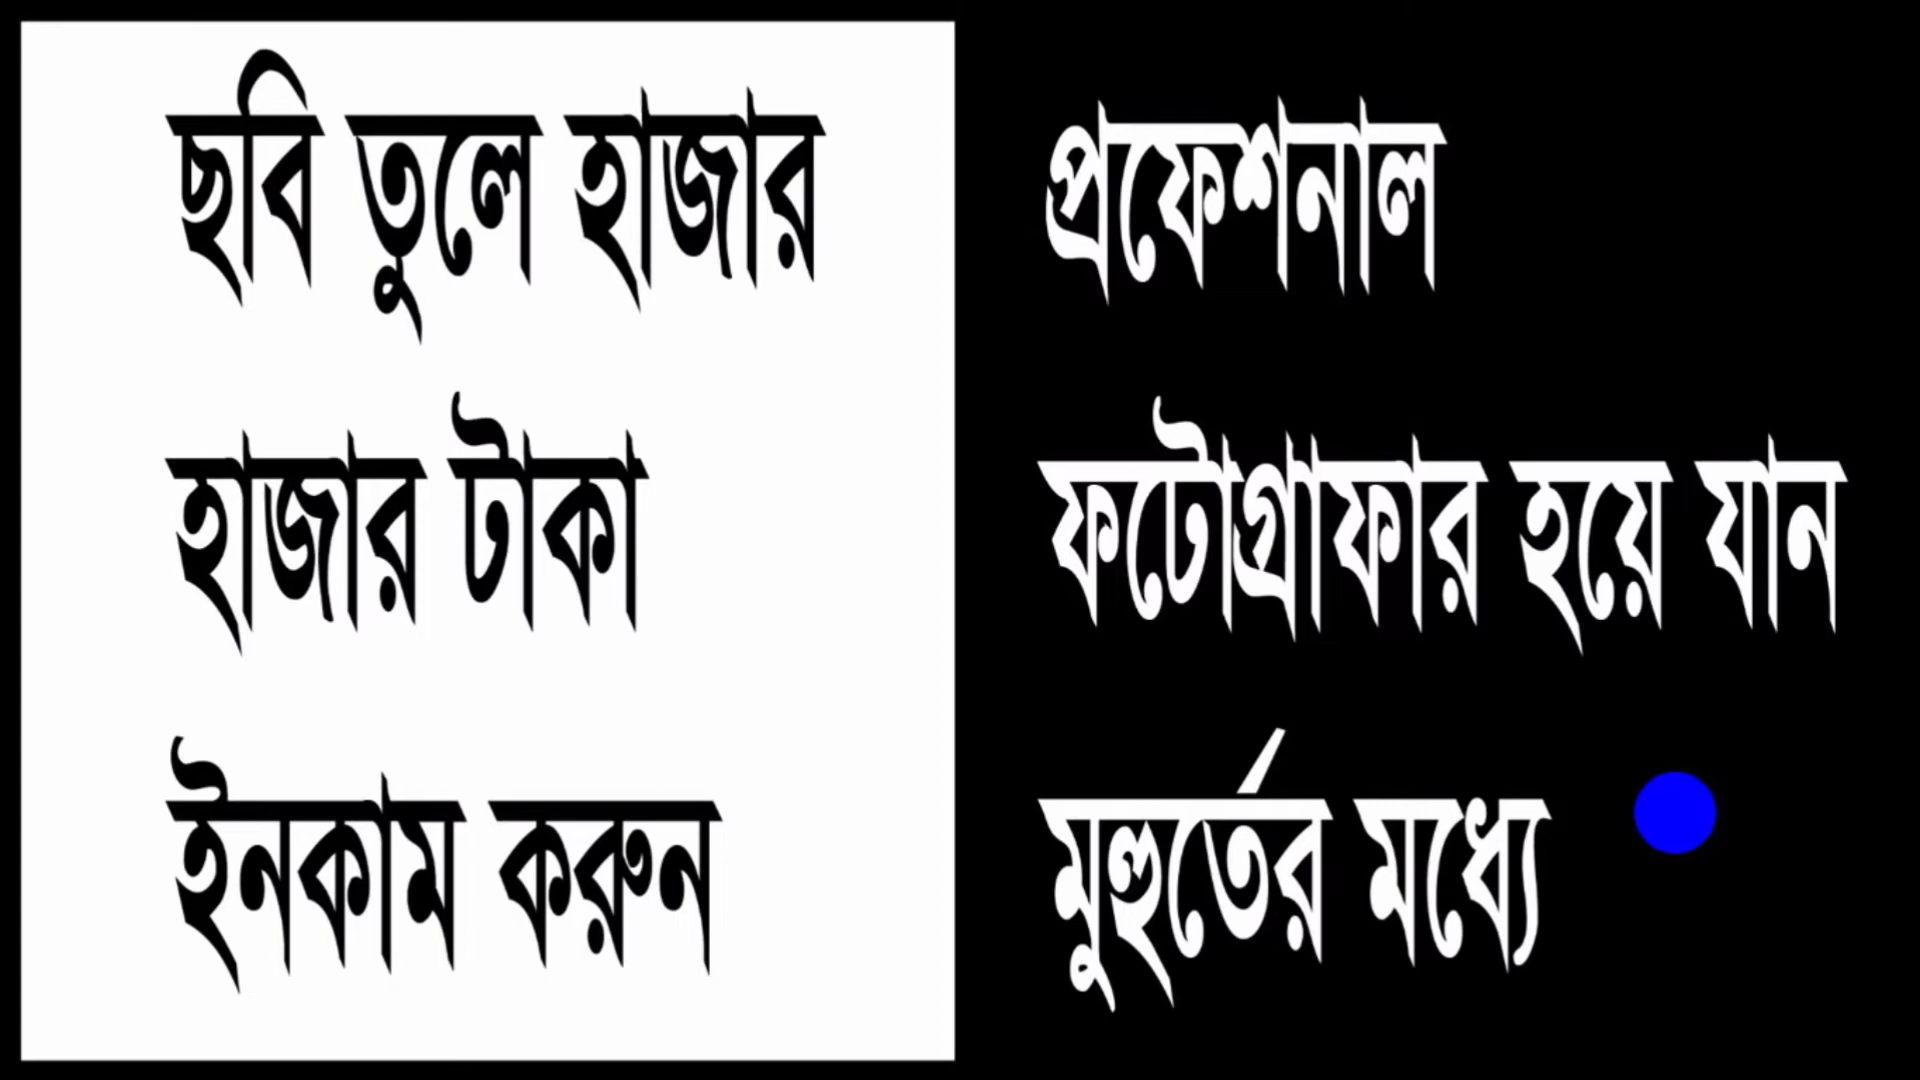 ছবি তুলে হাজার
হাজার টাকা
ইনকাম করুন
প্রফেশনাল
ফটোগ্রাফার হয়ে যান
মুহুর্তের মধ্যে